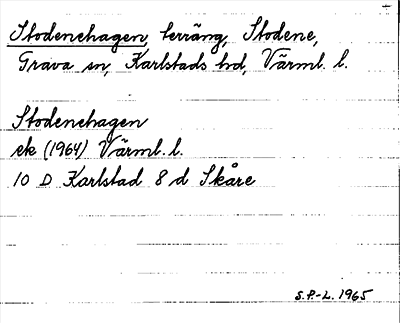 Stodenehagen, terräng, Stodene,
Grava sn, Karlstads hd, Värml. l.
Stodenehagen
ek (1964) Värml. l.
10 D Karlstad 8 d Skåre
S.P.-L. 1965